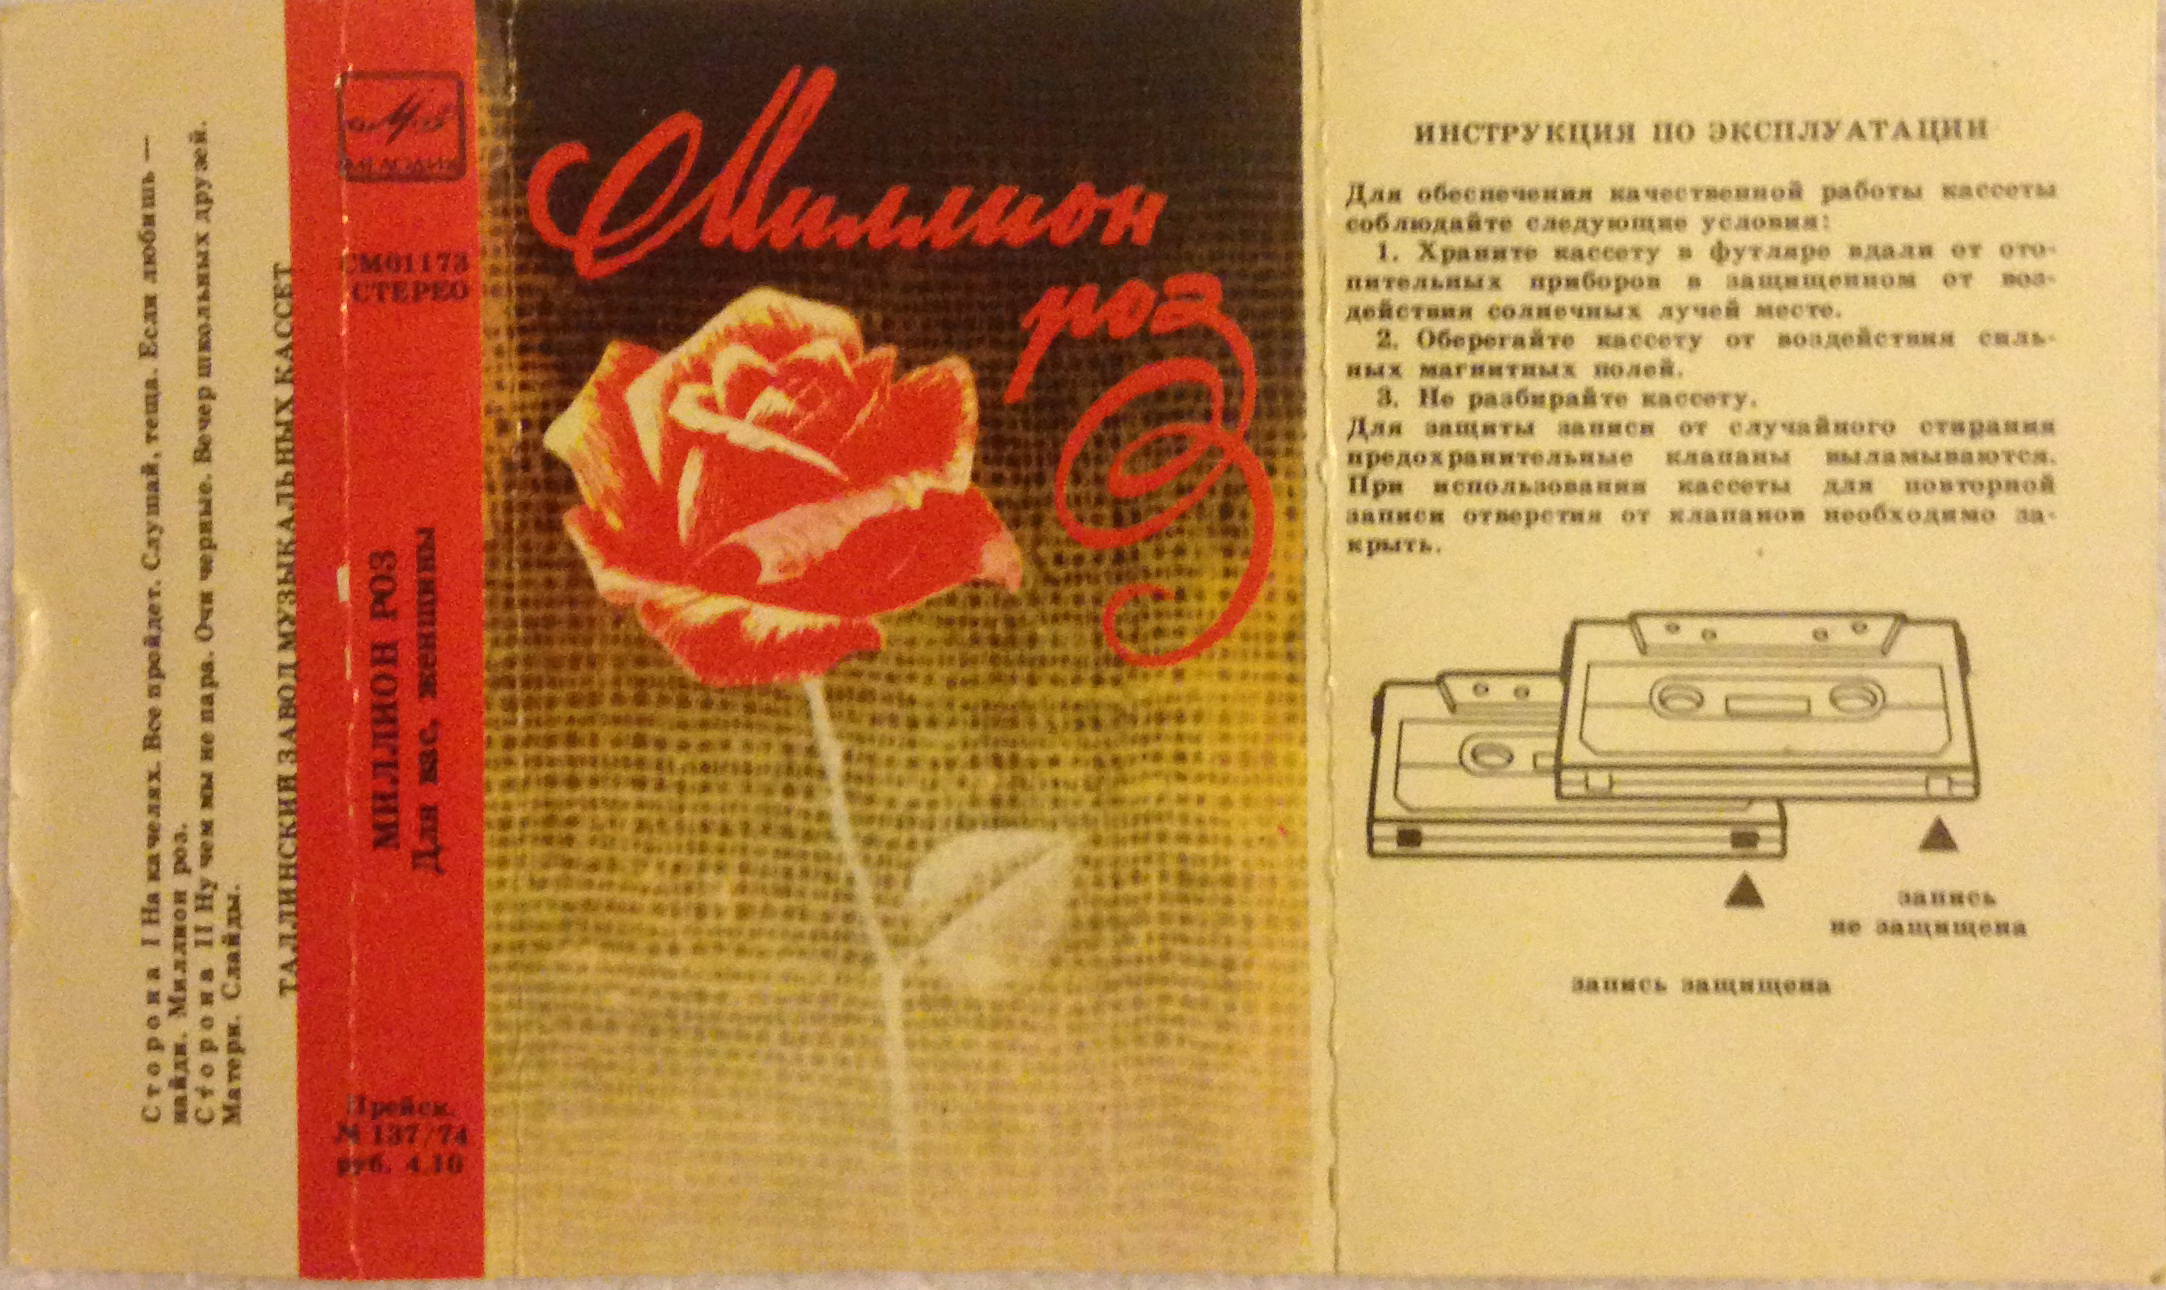 Сторона I На качелях. Все пройдет. Слушай, теща. Если любишь —
найди. Миллион роз.
Сторона II Ну чем мы не пара. Очи черные. Вечер школьных друзей.
Матери. Слайды.
ТАЛЛИНСКИЙ ЗАВОД МУЗЫКАЛЬНЫХ КАССЕТ
МЕЛОДИЯ
СМ01173
СТЕРЕО
МИЛЛИОН РОЗ
Для вас, женщины
Прейск.
№ 137/74
руб. 4.10
Миллион
роз
ИНСТРУКЦИЯ ПО ЭКСПЛУАТАЦИИ
Для обеспечения качественной работы кассеты
соблюдайте следующие условия:
1. Храните кассету в футляре вдали от ото-
пительных приборов в защищенном от воз-
действия солнечных лучей месте.
2. Оберегайте кассету от воздействия силь-
ных магнитных полей.
3. Не разбирайте кассету.
Для защиты записи от случайного стирания
предохранительные клапаны выламываются.
При использовании кассеты для повторной
записи отверстия от клапанов необходимо за-
крыть.
запись
не защищена
запись защищена